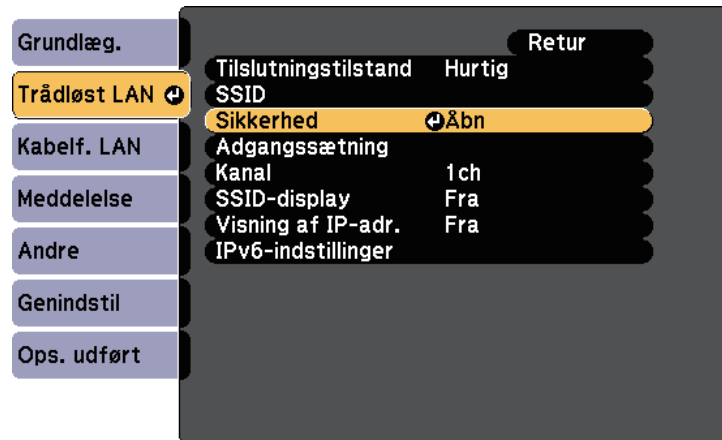 Grundlæg.
Trådløst LAN
Kabelf. LAN
Meddelelse
Andre
Genindstil
Ops. udført
Retur
Tilslutningstilstand Hurtig
SSID
Sikkerhed Åbn
Adgangssætning
Kanal 1ch
SSID-display Fra
Visning af IP-adr. Fra
IPv6-indstillinger